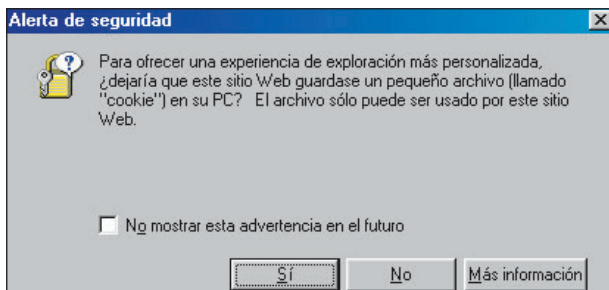 Alerta de seguridad
Para ofrecer una experiencia de exploración más personalizada,
¿dejaría que este sitio Web guardase un pequeño archivo (llamado
"cookie") en su PC? El archivo sólo puede ser usado por este sitio
Web.
No mostrar esta advertencia en el futuro
Sí No Más información